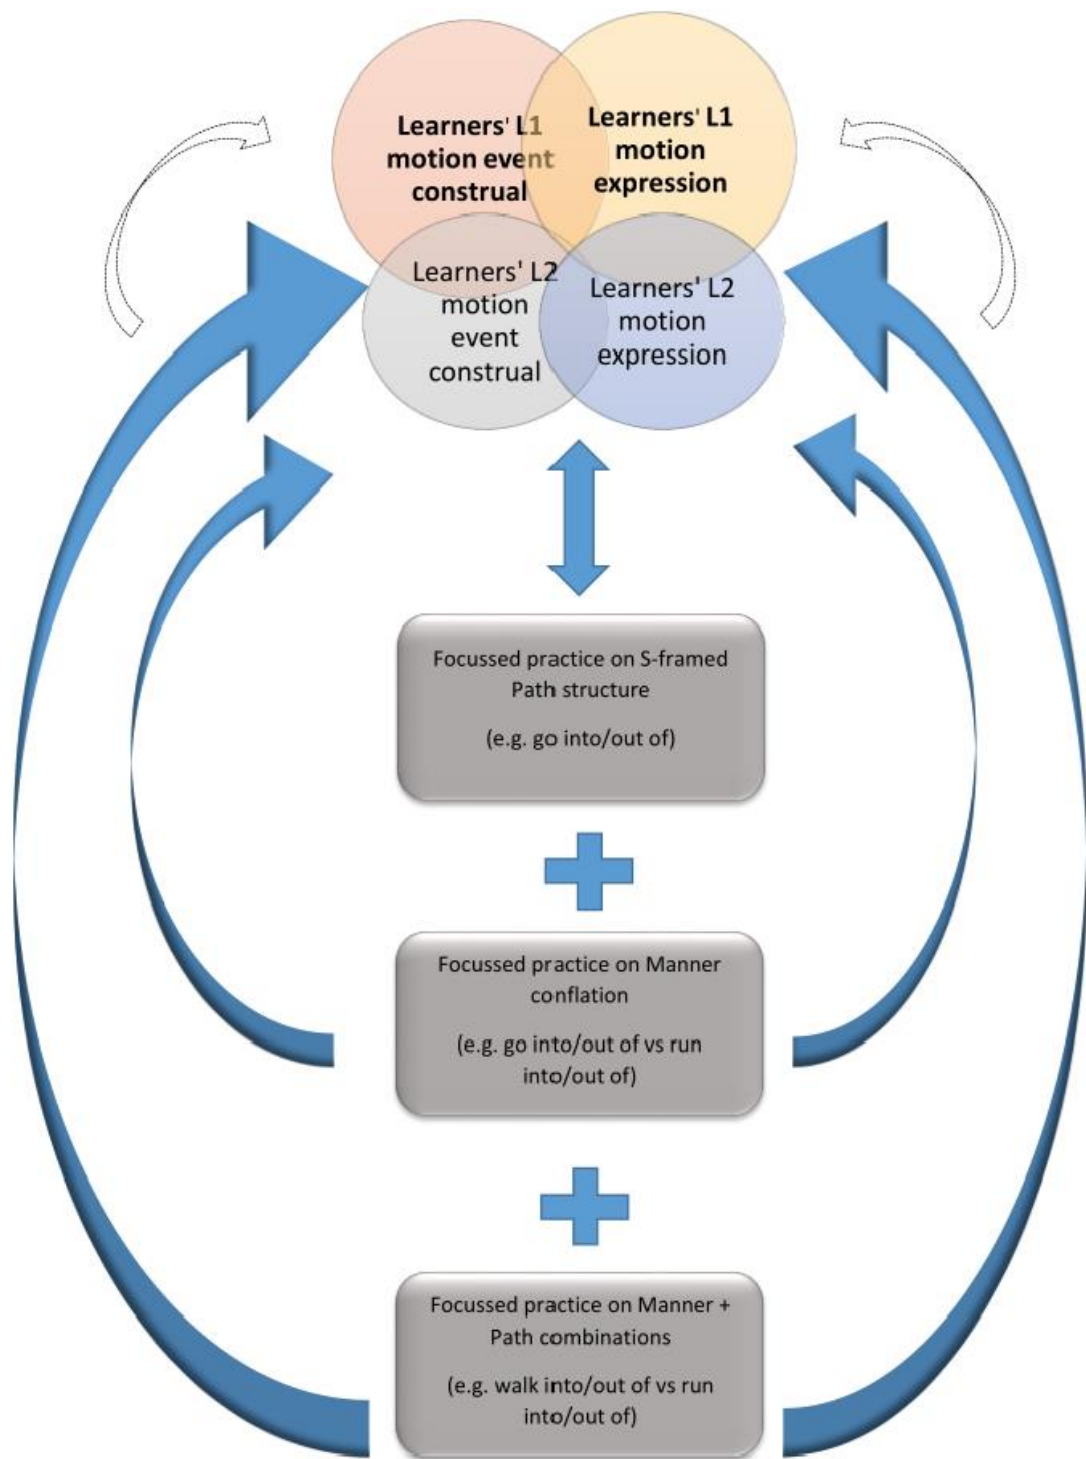 Learners' L1
motion event
construal
Learners' L1
motion
expression
Learners' L2
motion
event
construal
Learners' L2
motion
expression
Focussed practice on S-framed
Path structure
(e.g. go into/out of)
Focussed practice on Manner
conflation
(e.g. go into/out of vs run
into/out of)
Focussed practice on Manner +
Path combinations
(e.g. walk into/out of vs run
into/out of)